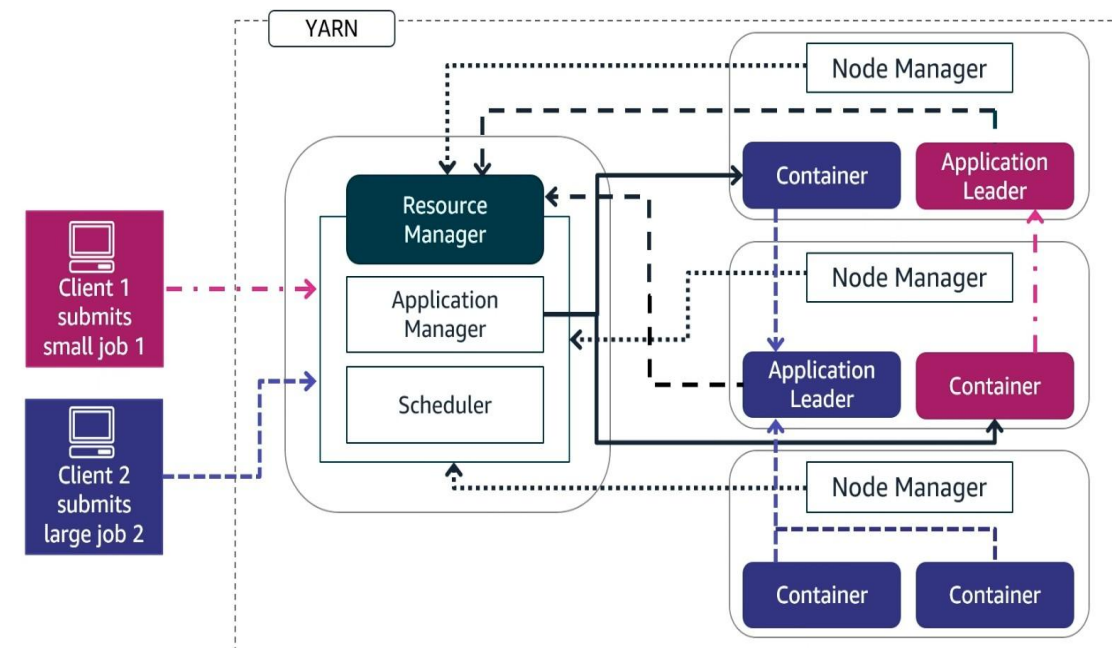 YARN
Client 1
submits
small job 1
Client 2
submits
large job 2
Resource
Manager
Application
Manager
Scheduler
Node Manager
Container
Application
Leader
Node Manager
Application
Leader
Container
Node Manager
Container
Container